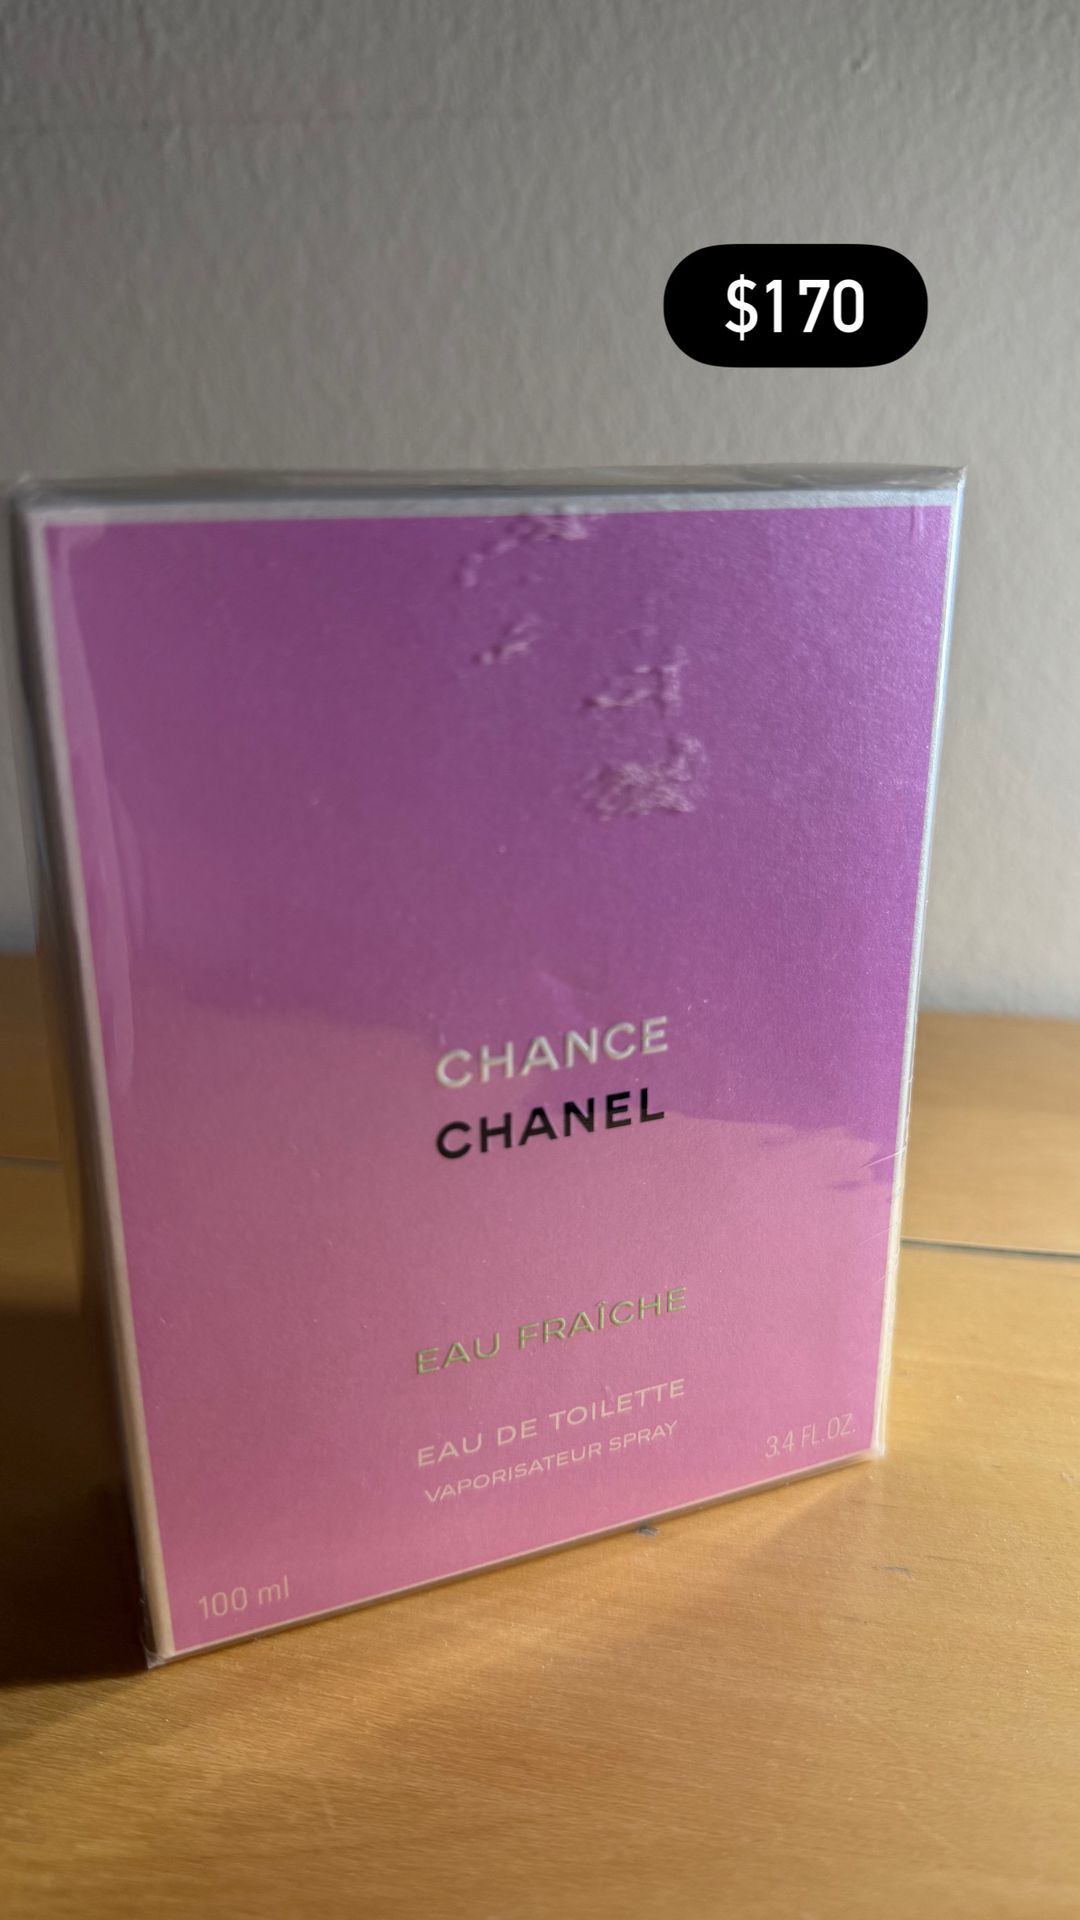 $170
CHANCE
CHANEL
EAU FRAÎCHE
EAU DE TOILETTE
VAPORISATEUR SPRAY
3.4 FL.OZ.
100 ml